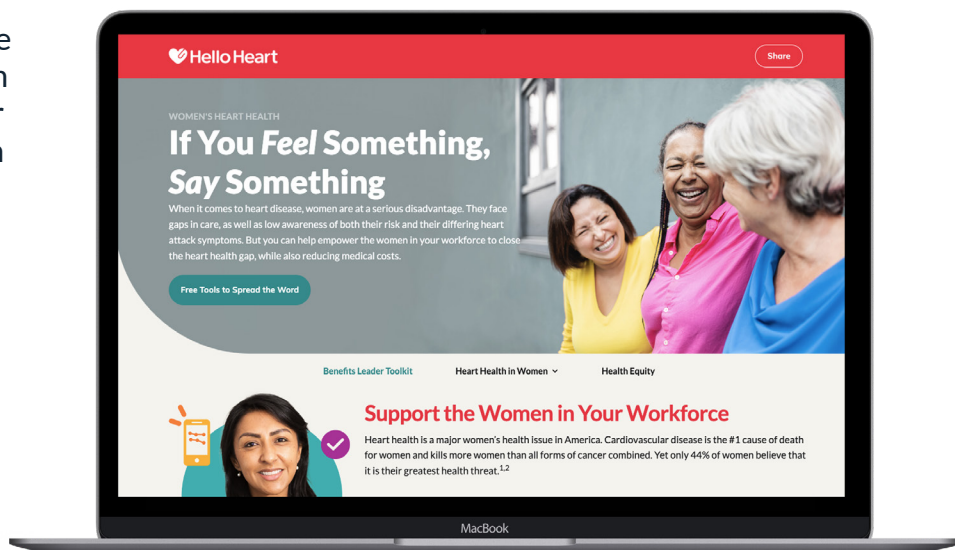 Hello Heart
Share
WOMEN'S HEART HEALTH
If You Feel Something,
Say Something
When it comes to heart disease, women are at a serious disadvantage. They face
gaps in care, as well as low awareness of both their risk and their differing heart
attack symptoms. But you can help empower the women in your workforce to close
the heart health gap, while also reducing medical costs.
Free Tools to Spread the Word
Benefits Leader Toolkit Heart Health in Women Health Equity
Support the Women in Your Workforce
Heart health is a major women's health issue in America. Cardiovascular disease is the #1 cause of death
for women and kills more women than all forms of cancer combined. Yet only 44% of women believe that
it is their greatest health threat.1,2
MacBook